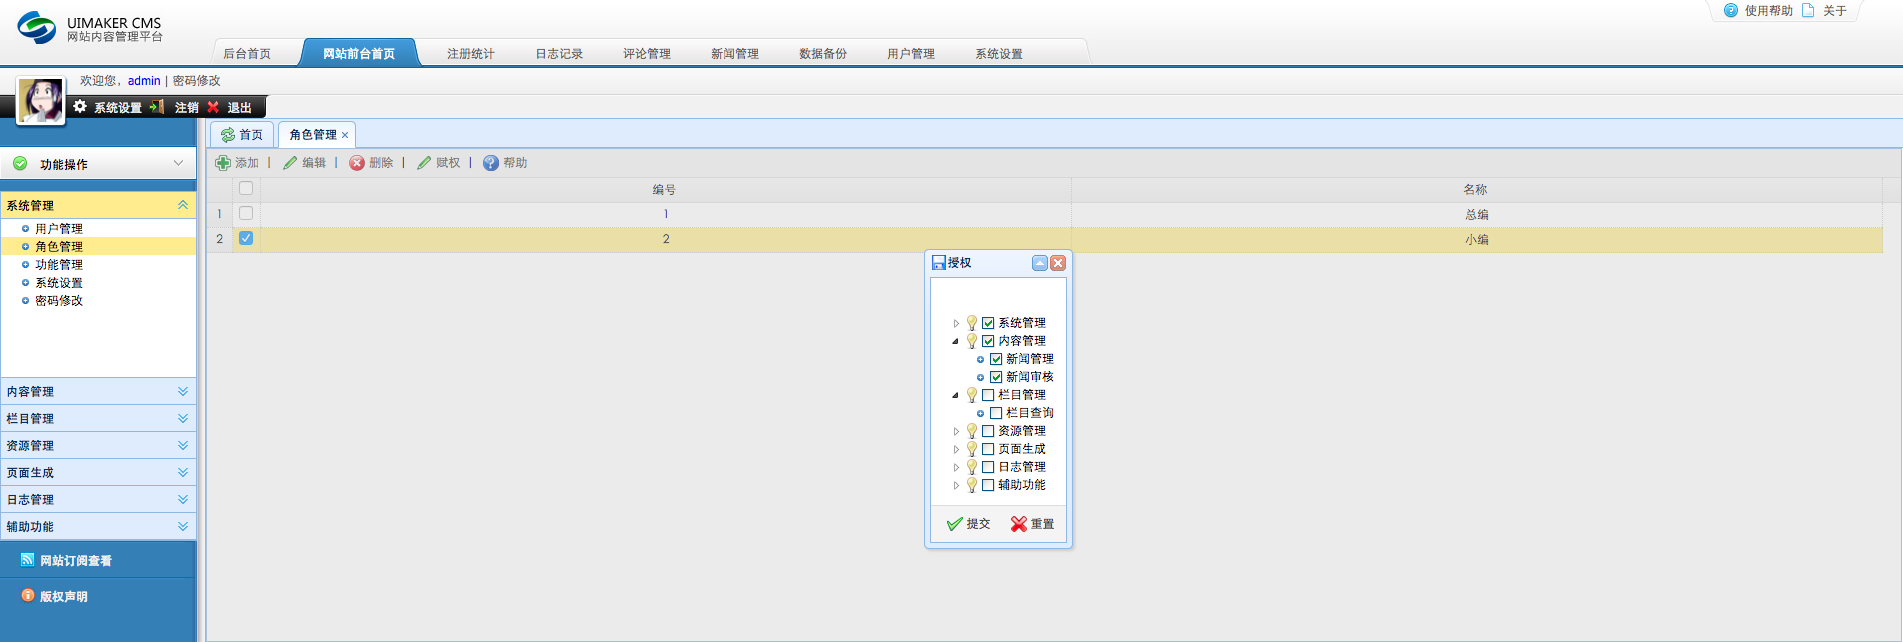 使用帮助 关于
UIMAKER CMS
网站内容管理平台
后台首页 网站前台首页 注册统计 日志记录 评论管理 新闻管理 数据备份 用户管理 系统设置
欢迎您，admin | 密码修改
系统设置 注销 退出
首页 角色管理
功能操作
添加 | 编辑 | 删除 | 赋权 | 帮助
编号 名称
1 1 总编
2 2 小编
系统管理
用户管理
角色管理
功能管理
系统设置
密码修改
内容管理
栏目管理
资源管理
页面生成
日志管理
辅助功能
网站订阅查看
版权声明
授权
系统管理
内容管理
新闻管理
新闻审核
栏目管理
栏目查询
资源管理
页面生成
日志管理
辅助功能
提交 重置